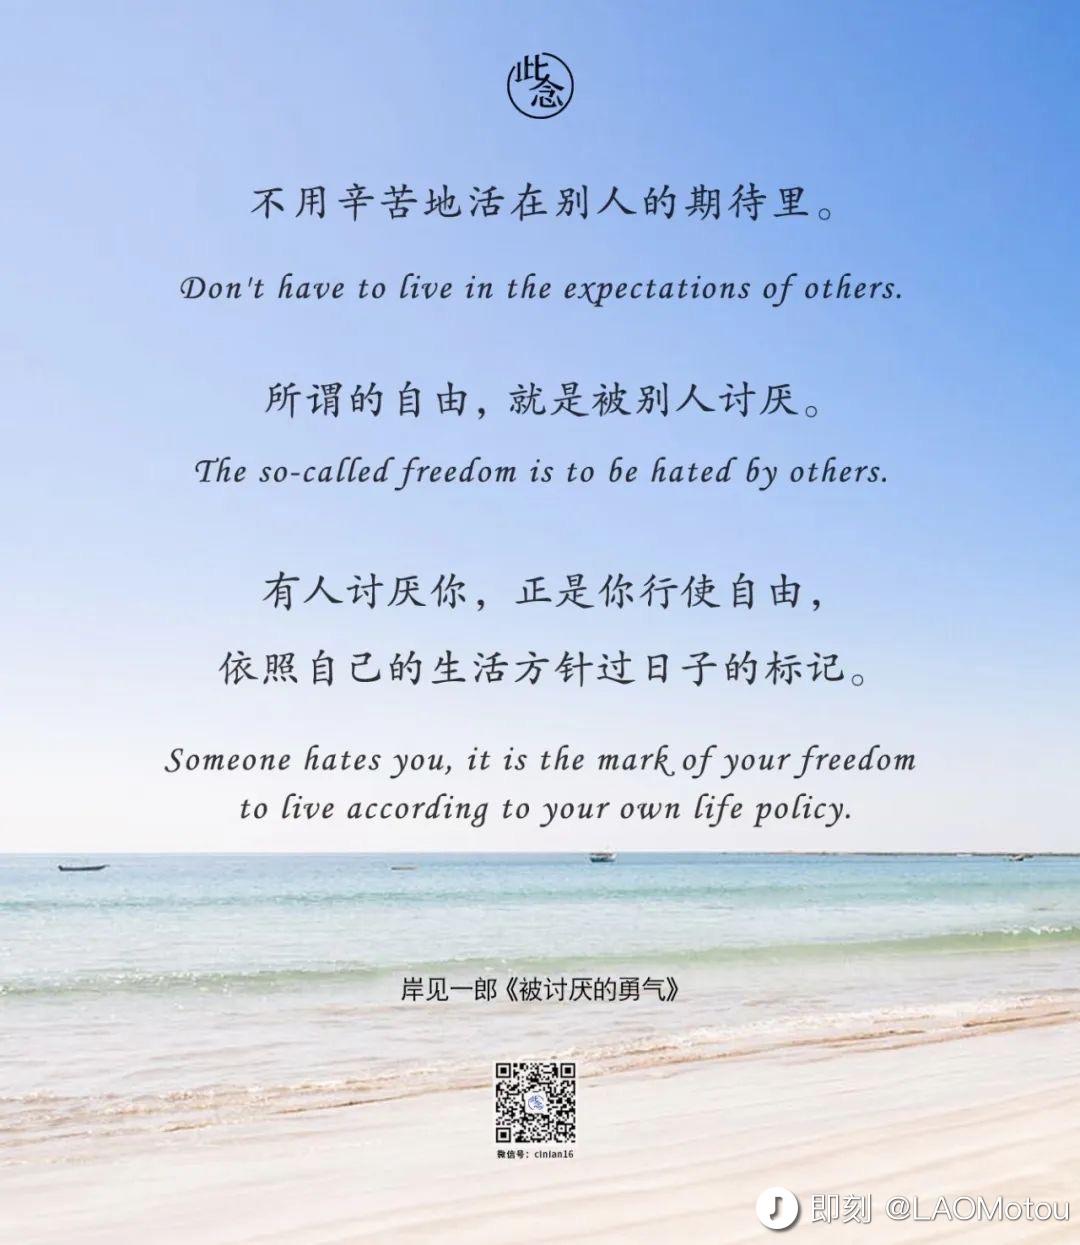 此念
不用辛苦地活在别人的期待里。
Don't have to live in the expectations of others.
所谓的自由，就是被别人讨厌。
The so-called freedom is to be hated by others.
有人讨厌你，正是你行使自由，
依照自己的生活方针过日子的标记。
Someone hates you, it is the mark of your freedom
to live according to your own life policy.
岸见一郎《被讨厌的勇气》
此念
微信号：cinian16
即刻 @LAOMotou